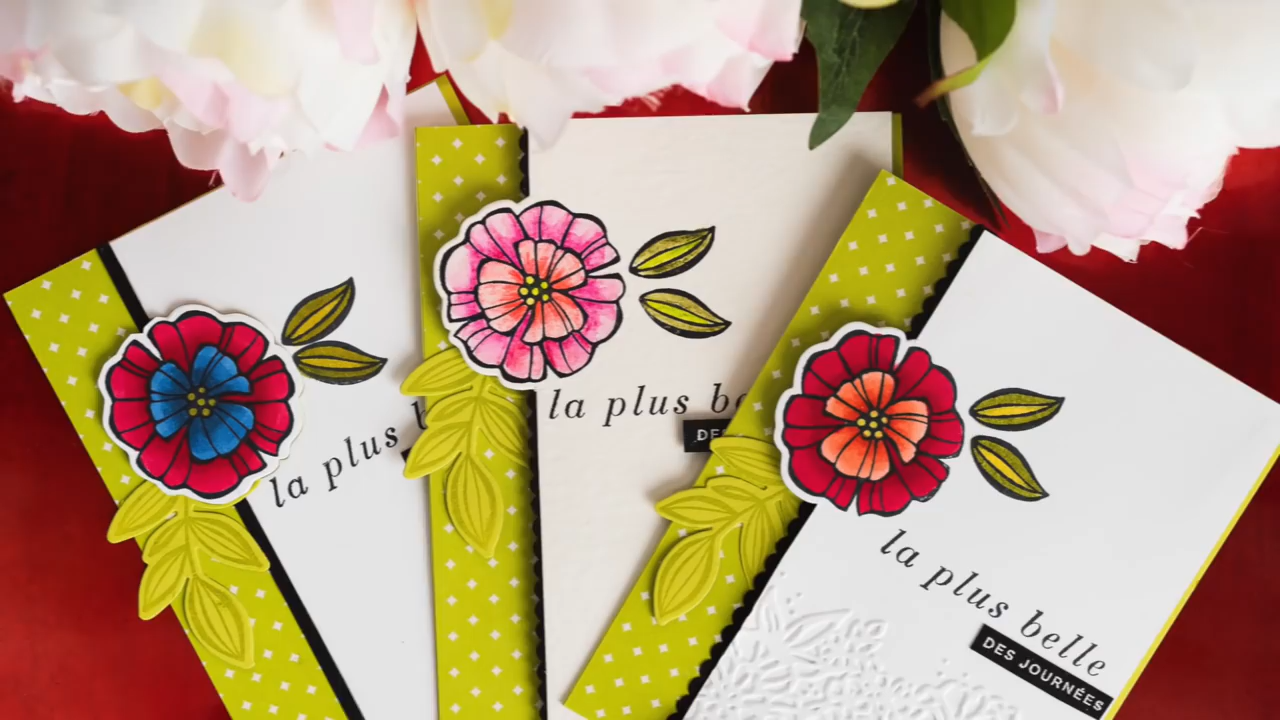 la plus
la plus be
DES
la plus belle
DES JOURNÉES